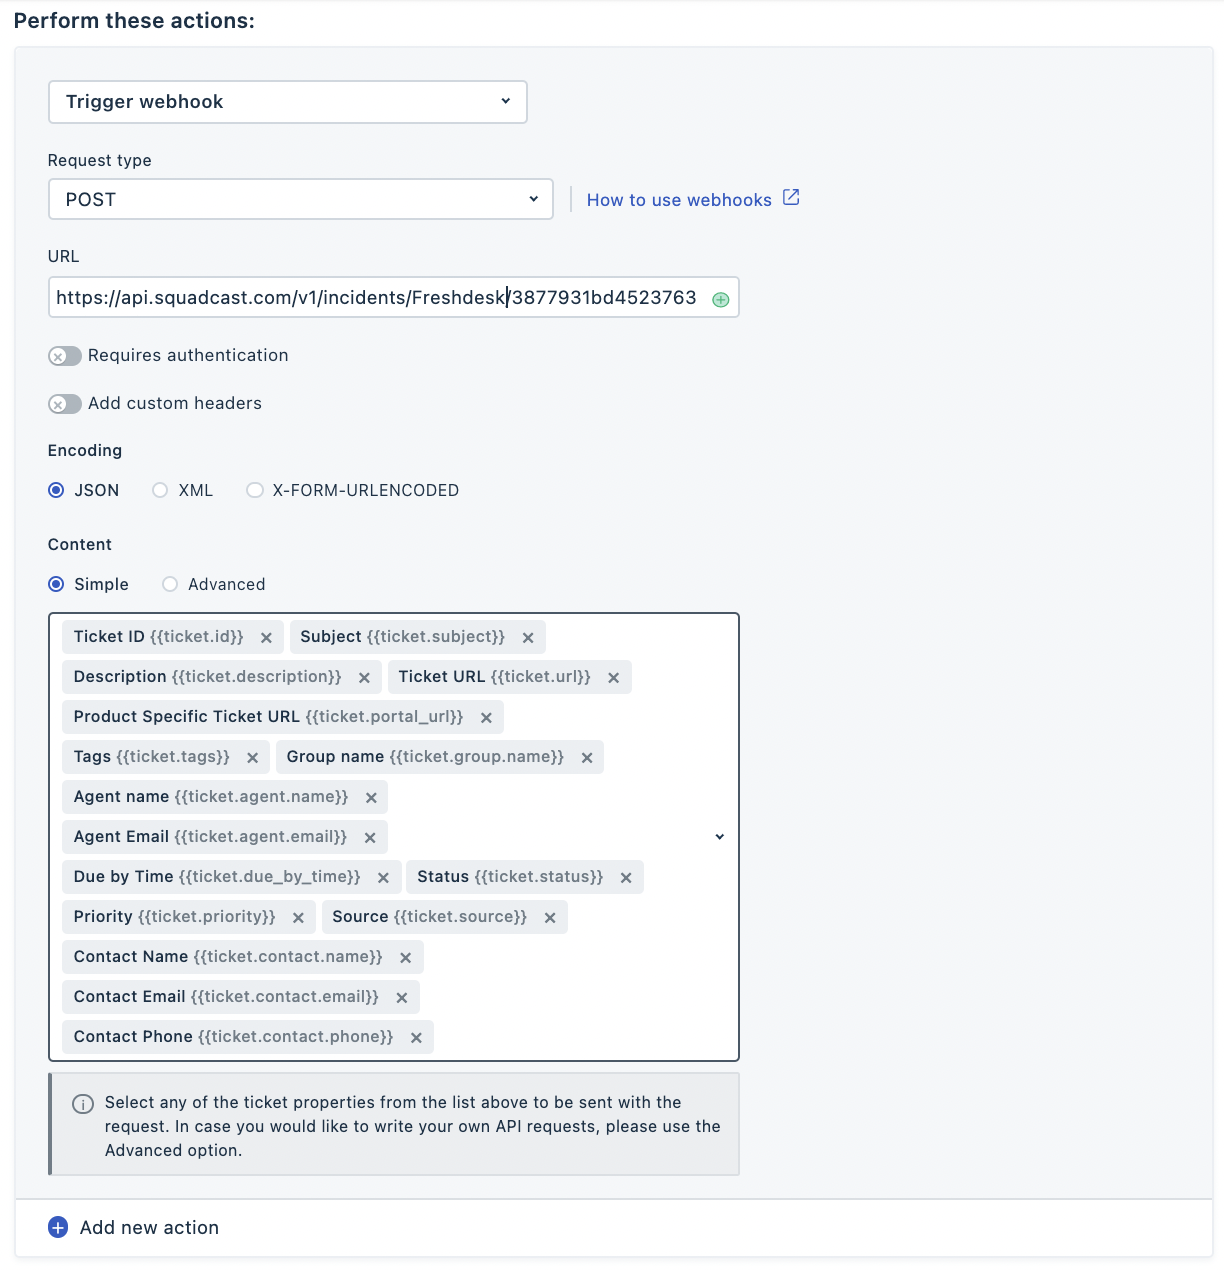 Perform these actions:
Trigger webhook
Request type
POST
How to use webhooks
URL
https://api.squadcast.com/v1/incidents/Freshdesk/3877931bd4523763
Requires authentication
Add custom headers
Encoding
JSON XML X-FORM-URLENCODED
Content
Simple Advanced
Ticket ID {{ticket.id}} Subject {{ticket.subject}}
Description {{ticket.description}} Ticket URL {{ticket.url}}
Product Specific Ticket URL {{ticket.portal_url}}
Tags {{ticket.tags}} Group name {{ticket.group.name}}
Agent name {{ticket.agent.name}}
Agent Email {{ticket.agent.email}}
Due by Time {{ticket.due_by_time}} Status {{ticket.status}}
Priority {{ticket.priority}} Source {{ticket.source}}
Contact Name {{ticket.contact.name}}
Contact Email {{ticket.contact.email}}
Contact Phone {{ticket.contact.phone}}
Select any of the ticket properties from the list above to be sent with the
request. In case you would like to write your own API requests, please use the
Advanced option.
Add new action